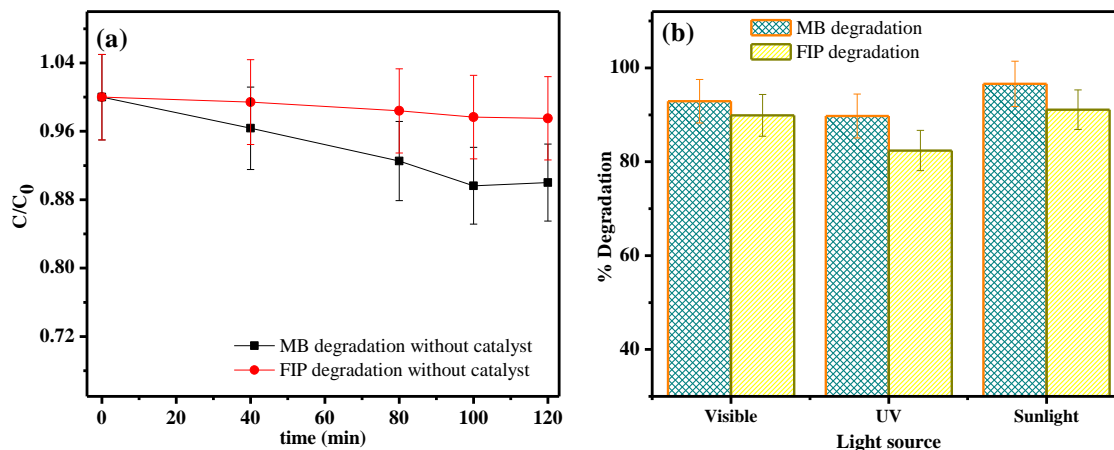 (a)
1.04
0.96
0.88
0.80
0.72
C/C0
MB degradation without catalyst
FIP degradation without catalyst
0 20 40 60 80 100 120
time (min)
(b)
MB degradation
FIP degradation
100
80
60
40
% Degradation
Visible UV Sunlight
Light source